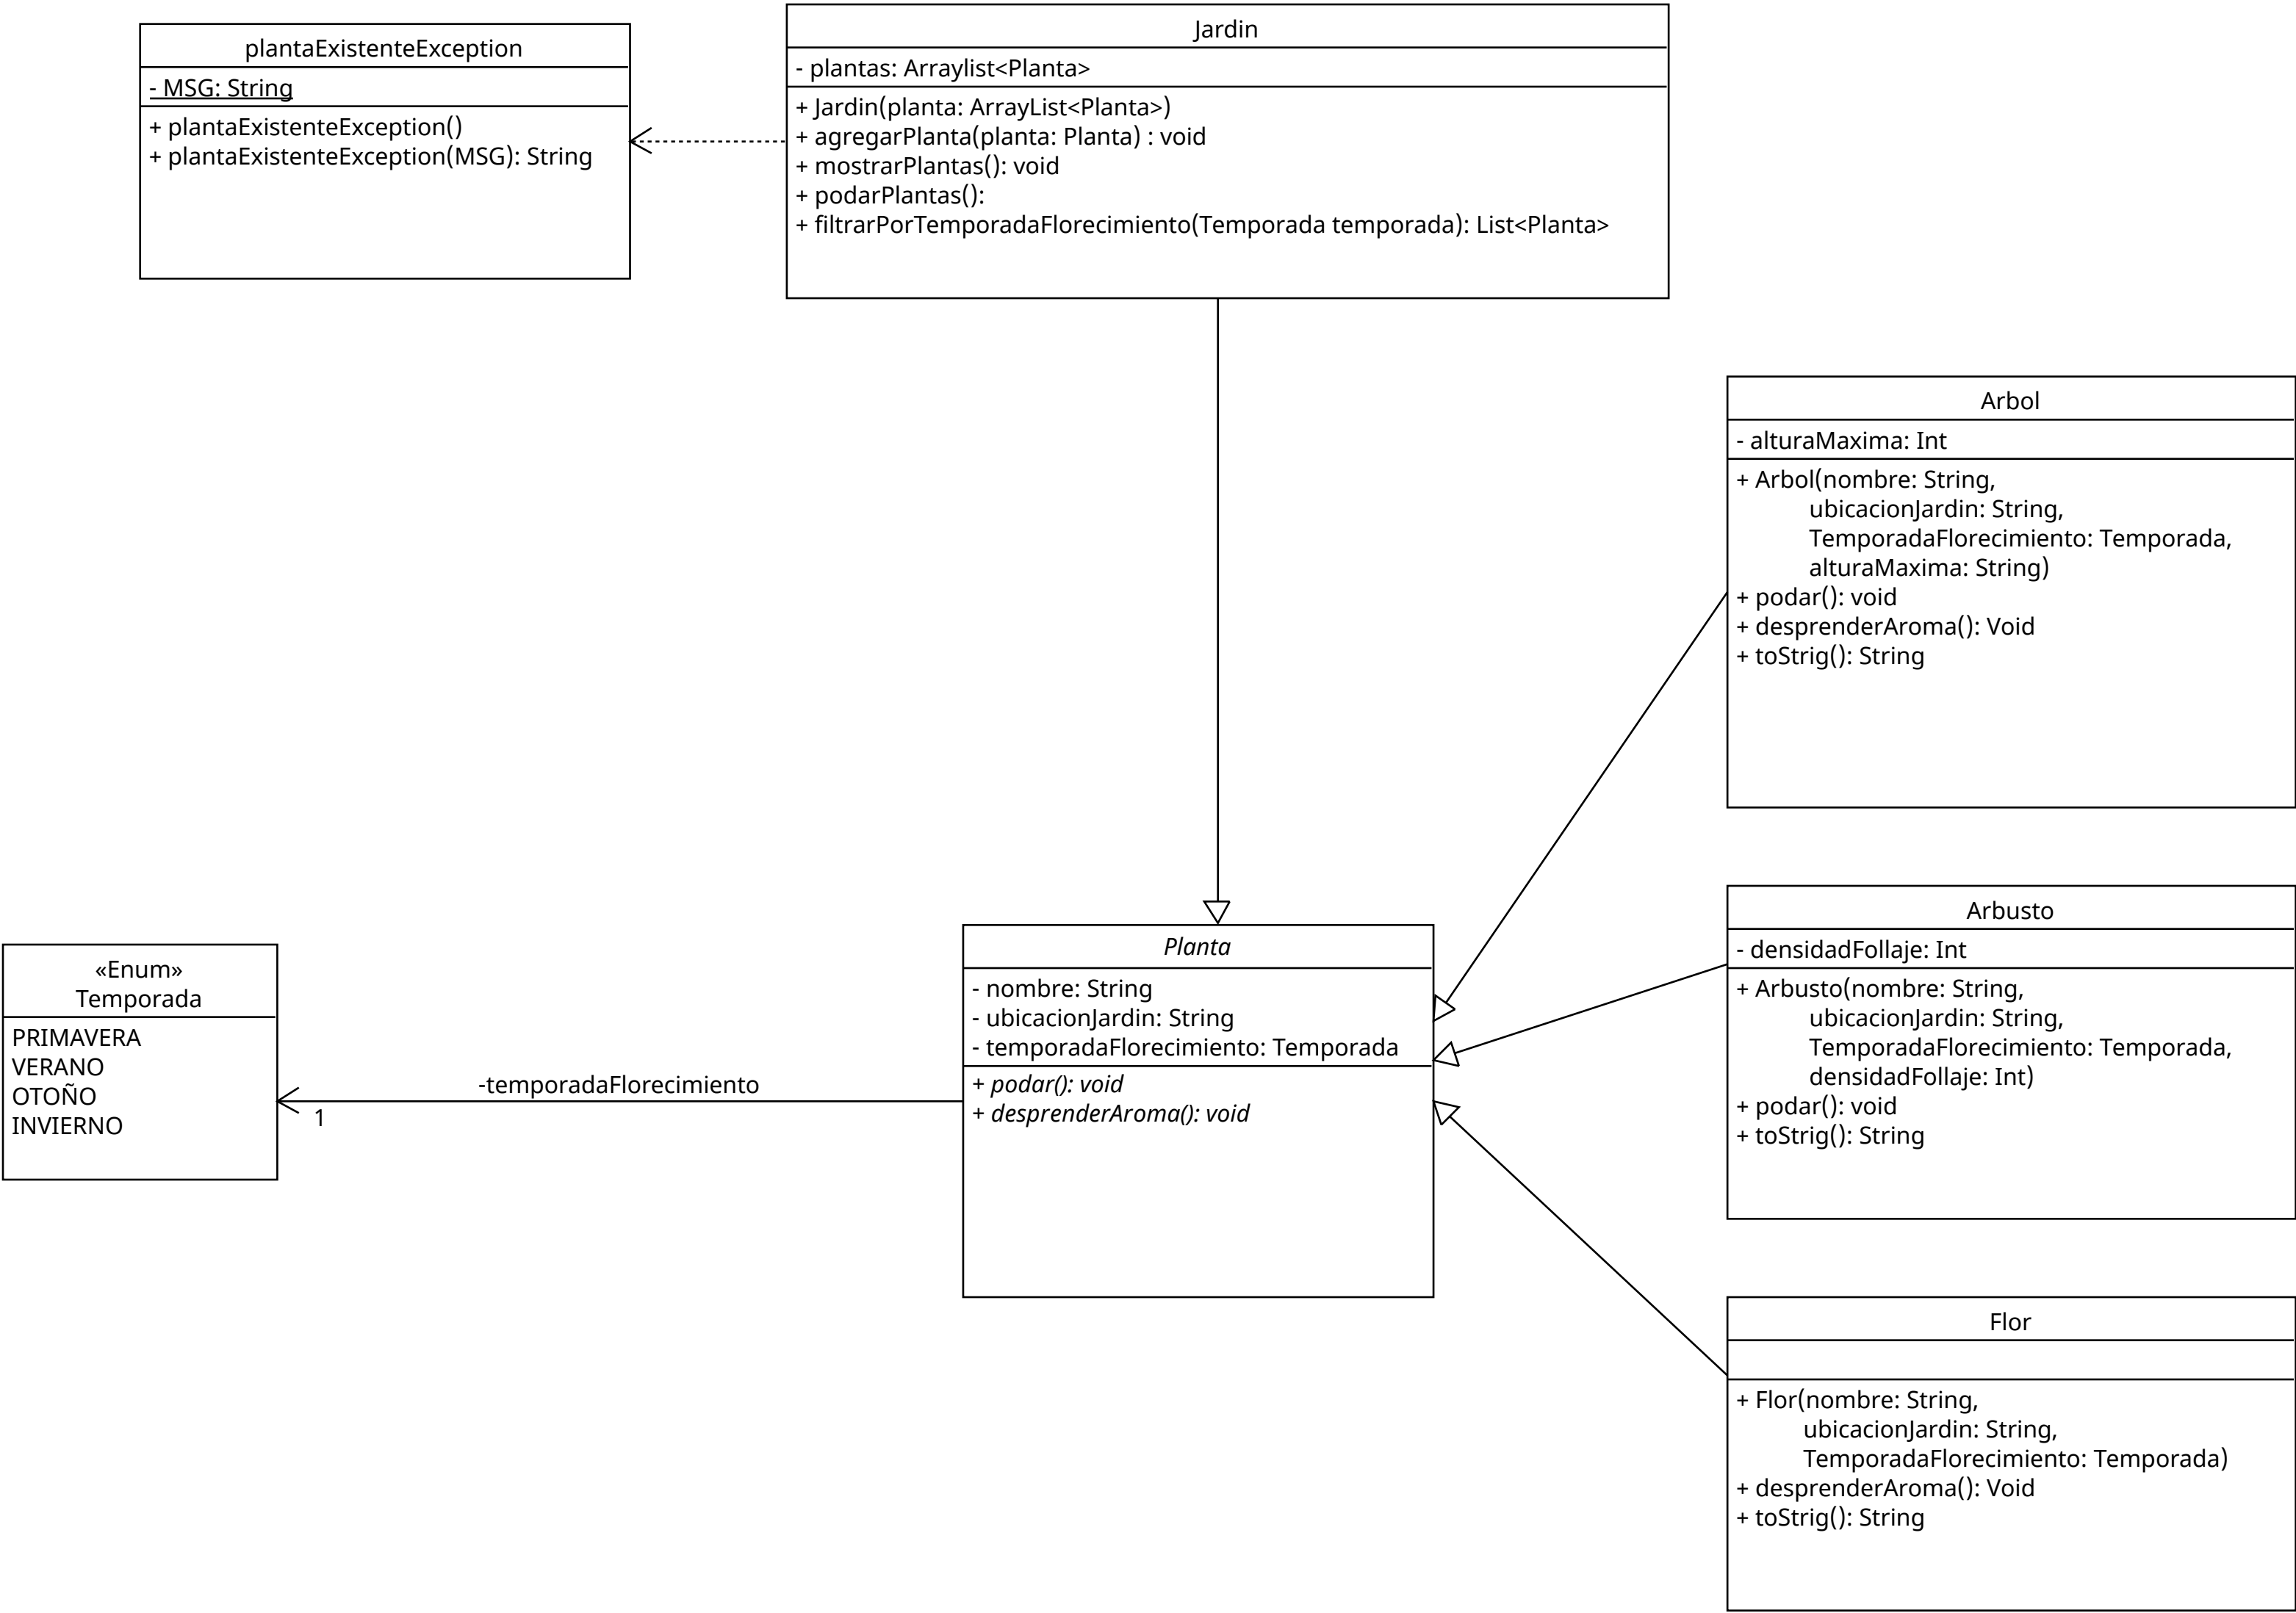 plantaExistenteException
- MSG: String
+ plantaExistenteException()
+ plantaExistenteException(MSG): String
Jardin
- plantas: Arraylist<Planta>
+ Jardin(planta: ArrayList<Planta>)
+ agregarPlanta(planta: Planta) : void
+ mostrarPlantas(): void
+ podarPlantas():
+ filtrarPorTemporadaFlorecimiento(Temporada temporada): List<Planta>
Arbol
- alturaMaxima: Int
+ Arbol(nombre: String,
ubicacionJardin: String,
TemporadaFlorecimiento: Temporada,
alturaMaxima: String)
+ podar(): void
+ desprenderAroma(): Void
+ toStrig(): String
«Enum»
Temporada
PRIMAVERA
VERANO
OTOÑO
INVIERNO
-temporadaFlorecimiento
1
Planta
- nombre: String
- ubicacionJardin: String
- temporadaFlorecimiento: Temporada
+ podar(): void
+ desprenderAroma(): void
Arbusto
- densidadFollaje: Int
+ Arbusto(nombre: String,
ubicacionJardin: String,
TemporadaFlorecimiento: Temporada,
densidadFollaje: Int)
+ podar(): void
+ toStrig(): String
Flor
+ Flor(nombre: String,
ubicacionJardin: String,
TemporadaFlorecimiento: Temporada)
+ desprenderAroma(): Void
+ toStrig(): String